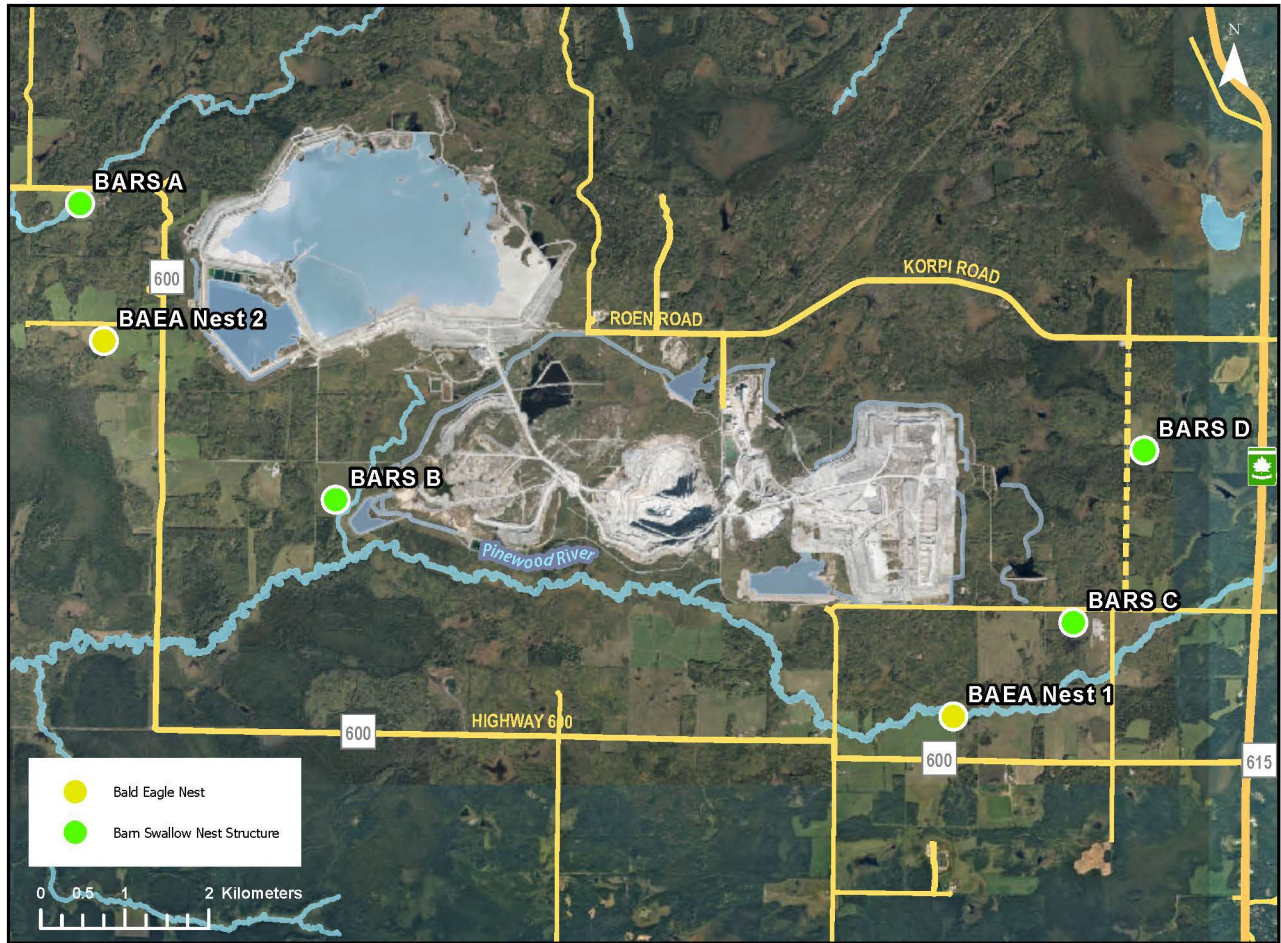 N
BARS A
600
BAEA Nest 2
KORPI ROAD
ROEN ROAD
BARS D
BARS B
Pinewood River
BARS C
BAEA Nest 1
HIGHWAY 600
600
600
615
Bald Eagle Nest
Barn Swallow Nest Structure
0 0.5 1 2 Kilometers